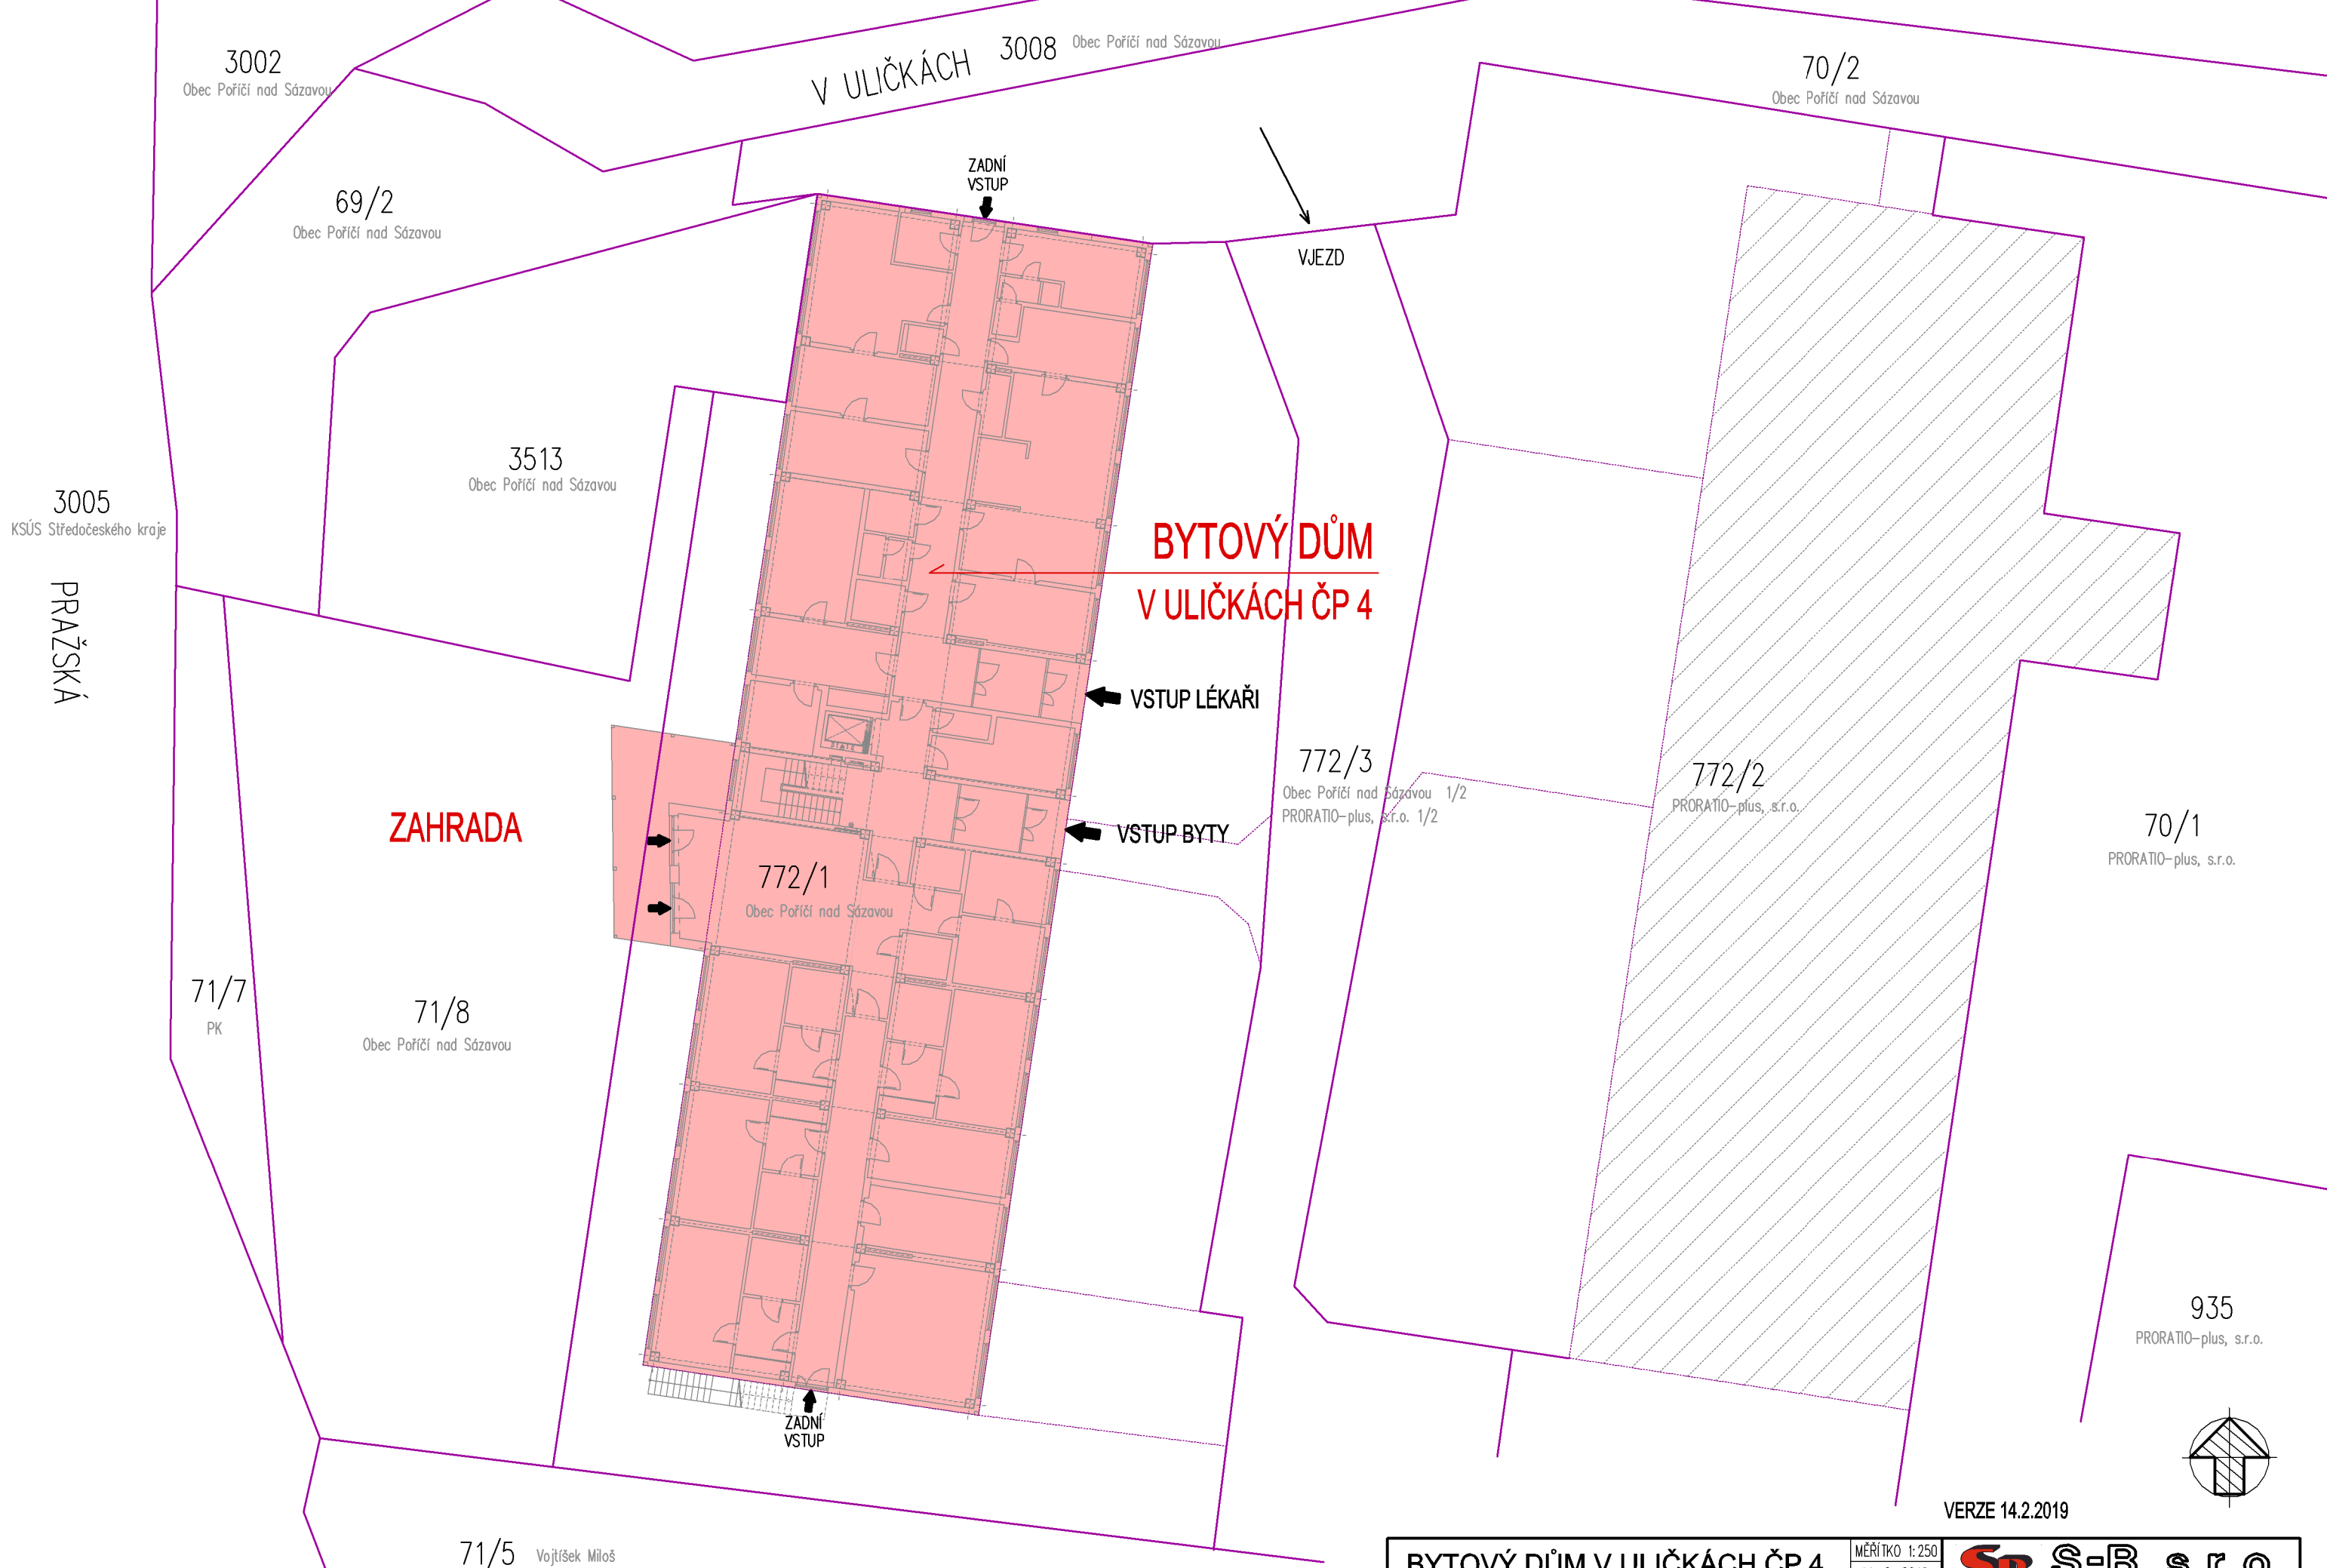 3002
Obec Poříčí nad Sázavou
V ULIČKÁCH
3008
Obec Poříčí nad Sázavou
70/2
Obec Poříčí nad Sázavou
ZADNÍ
VSTUP
69/2
Obec Poříčí nad Sázavou
VJEZD
3513
Obec Poříčí nad Sázavou
3005
KSÚS Středočeského kraje
PRAŽSKÁ
BYTOVÝ DŮM
V ULIČKÁCH ČP 4
VSTUP LÉKAŘI
772/3
Obec Poříčí nad Sázavou 1/2
PRORATIO-plus, s.r.o. 1/2
772/2
PRORATIO-plus, s.r.o.
ZAHRADA
VSTUP BYTY
70/1
PRORATIO-plus, s.r.o.
772/1
Obec Poříčí nad Sázavou
71/7
PK
71/8
Obec Poříčí nad Sázavou
935
PRORATIO-plus, s.r.o.
ZADNÍ
VSTUP
VERZE 14.2.2019
71/5 Vojtíšek Miloš
BYTOVÝ DŮM V ULIČKÁCH ČP 4
MĚŘÍTKO 1:250
S-B s.r.o.